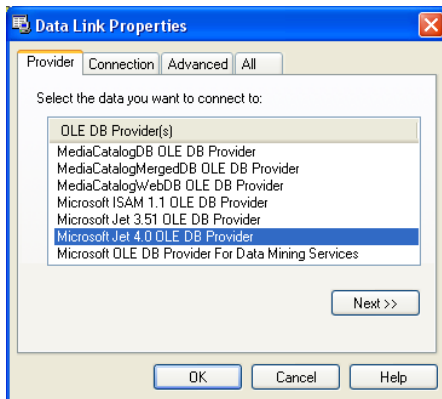 Data Link Properties
Provider Connection Advanced All
Select the data you want to connect to:
OLE DB Provider(s)
MediaCatalogDB OLE DB Provider
MediaCatalogMergedDB OLE DB Provider
MediaCatalogWebDB OLE DB Provider
Microsoft ISAM 1.1 OLE DB Provider
Microsoft Jet 3.51 OLE DB Provider
Microsoft Jet 4.0 OLE DB Provider
Microsoft OLE DB Provider For Data Mining Services
Next >>
OK Cancel Help